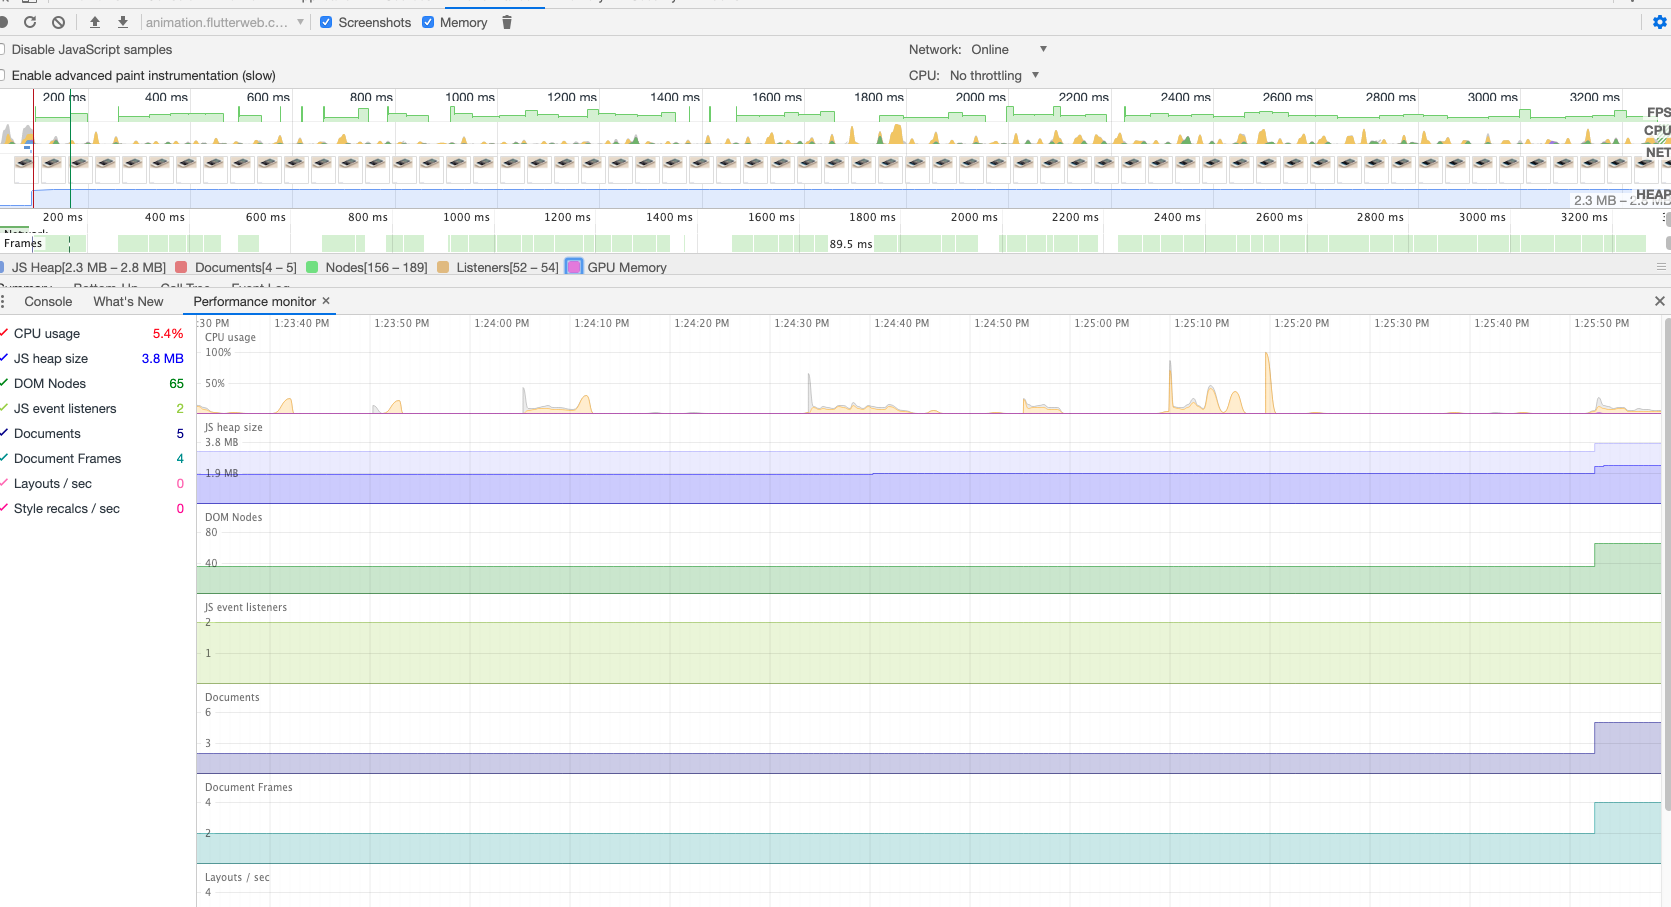 animation.flutterweb.c... Screenshots Memory
Disable JavaScript samples Network: Online
Enable advanced paint instrumentation (slow) CPU: No throttling
200 ms 400 ms 600 ms 800 ms 1000 ms 1200 ms 1400 ms 1600 ms 1800 ms 2000 ms 2200 ms 2400 ms 2600 ms 2800 ms 3000 ms 3200 ms
FPS
CPU
NET
HEAP
2.3 MB – 2.8 MB
200 ms 400 ms 600 ms 800 ms 1000 ms 1200 ms 1400 ms 1600 ms 1800 ms 2000 ms 2200 ms 2400 ms 2600 ms 2800 ms 3000 ms 3200 ms
Network
Frames 89.5 ms
JS Heap[2.3 MB – 2.8 MB] Documents[4 – 5] Nodes[156 – 189] Listeners[52 – 54] GPU Memory
Summary Bottom-Up Call Tree Event Log
Console What's New Performance monitor ×
:30 PM 1:23:40 PM 1:23:50 PM 1:24:00 PM 1:24:10 PM 1:24:20 PM 1:24:30 PM 1:24:40 PM 1:24:50 PM 1:25:00 PM 1:25:10 PM 1:25:20 PM 1:25:30 PM 1:25:40 PM 1:25:50 PM
CPU usage 5.4%
JS heap size 3.8 MB
DOM Nodes 65
JS event listeners 2
Documents 5
Document Frames 4
Layouts / sec 0
Style recalcs / sec 0
CPU usage
100%
50%
JS heap size
3.8 MB
1.9 MB
DOM Nodes
80
40
JS event listeners
2
1
Documents
6
3
Document Frames
4
2
Layouts / sec
4